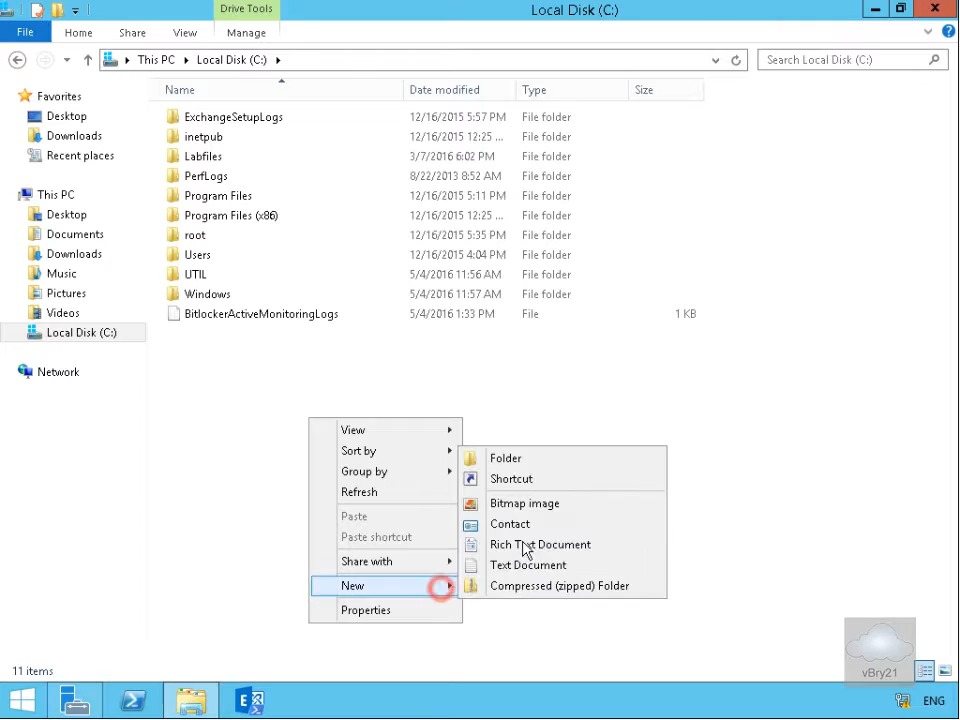 Drive Tools
Local Disk (C:)
File
Home
Share
View
Manage
This PC
Local Disk (C:)
Search Local Disk (C:)
Favorites
Desktop
Downloads
Recent places
This PC
Desktop
Documents
Downloads
Music
Pictures
Videos
Local Disk (C:)
Network
Name Date modified Type Size
ExchangeSetupLogs 12/16/2015 5:57 PM File folder
inetpub 12/16/2015 12:25 ... File folder
Labfiles 3/7/2016 6:02 PM File folder
PerfLogs 8/22/2013 8:52 AM File folder
Program Files 12/16/2015 5:11 PM File folder
Program Files (x86) 12/16/2015 12:25 ... File folder
root 12/16/2015 5:35 PM File folder
Users 12/16/2015 4:04 PM File folder
UTIL 5/4/2016 11:56 AM File folder
Windows 5/4/2016 11:57 AM File folder
BitlockerActiveMonitoringLogs 5/4/2016 1:33 PM File 1 KB
View
Sort by
Group by
Refresh
Paste
Paste shortcut
Share with
New
Properties
Folder
Shortcut
Bitmap image
Contact
Rich Text Document
Text Document
Compressed (zipped) Folder
11 items
vBry21
ENG